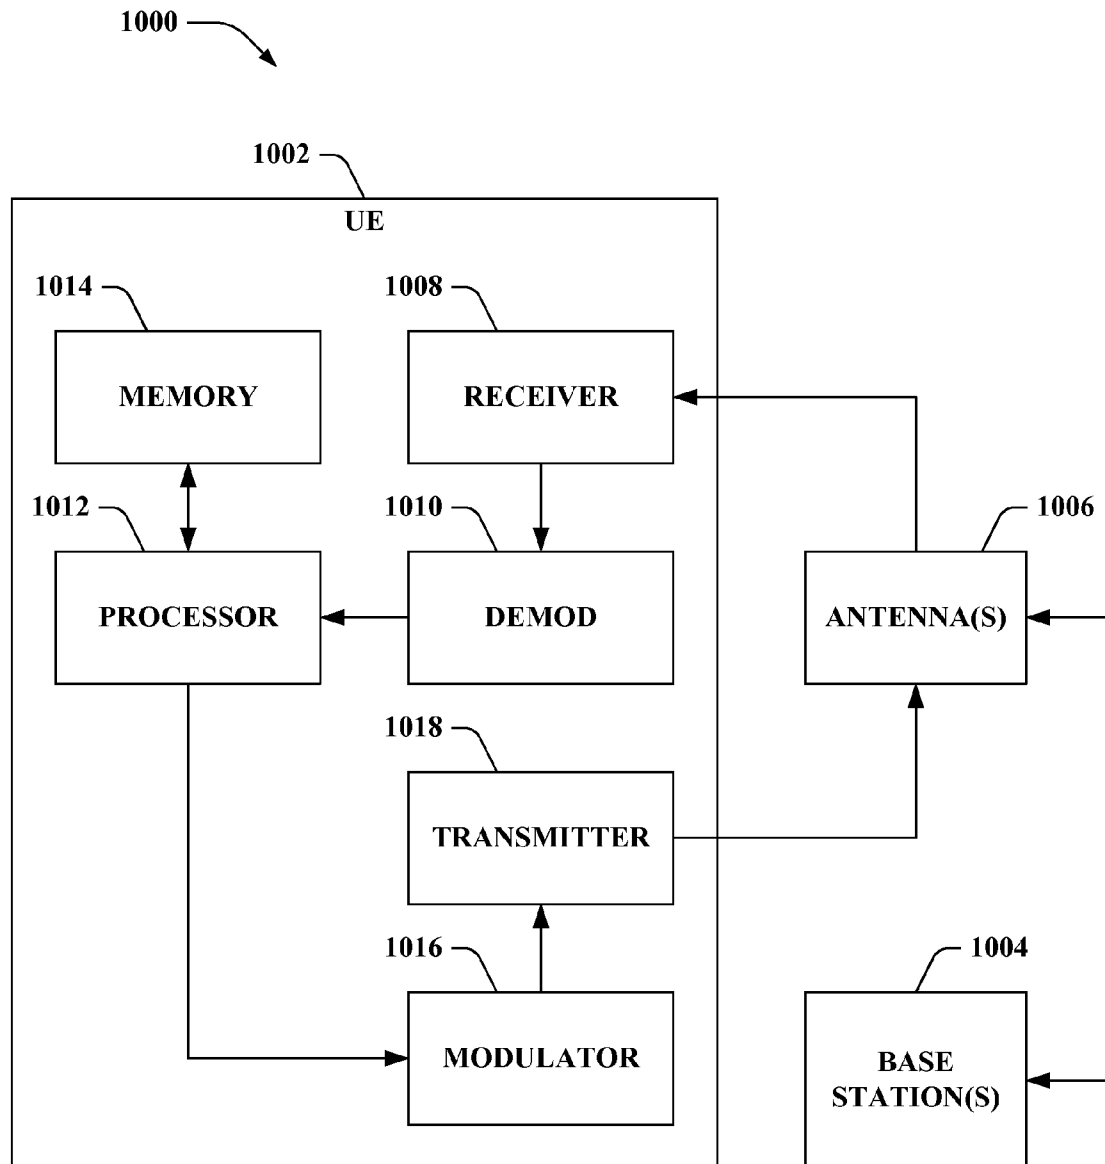 1000
1002
UE
1014
1008
MEMORY
RECEIVER
1012
1010
1006
PROCESSOR
DEMOD
ANTENNA(S)
1018
TRANSMITTER
1016
1004
MODULATOR
BASE
STATION(S)